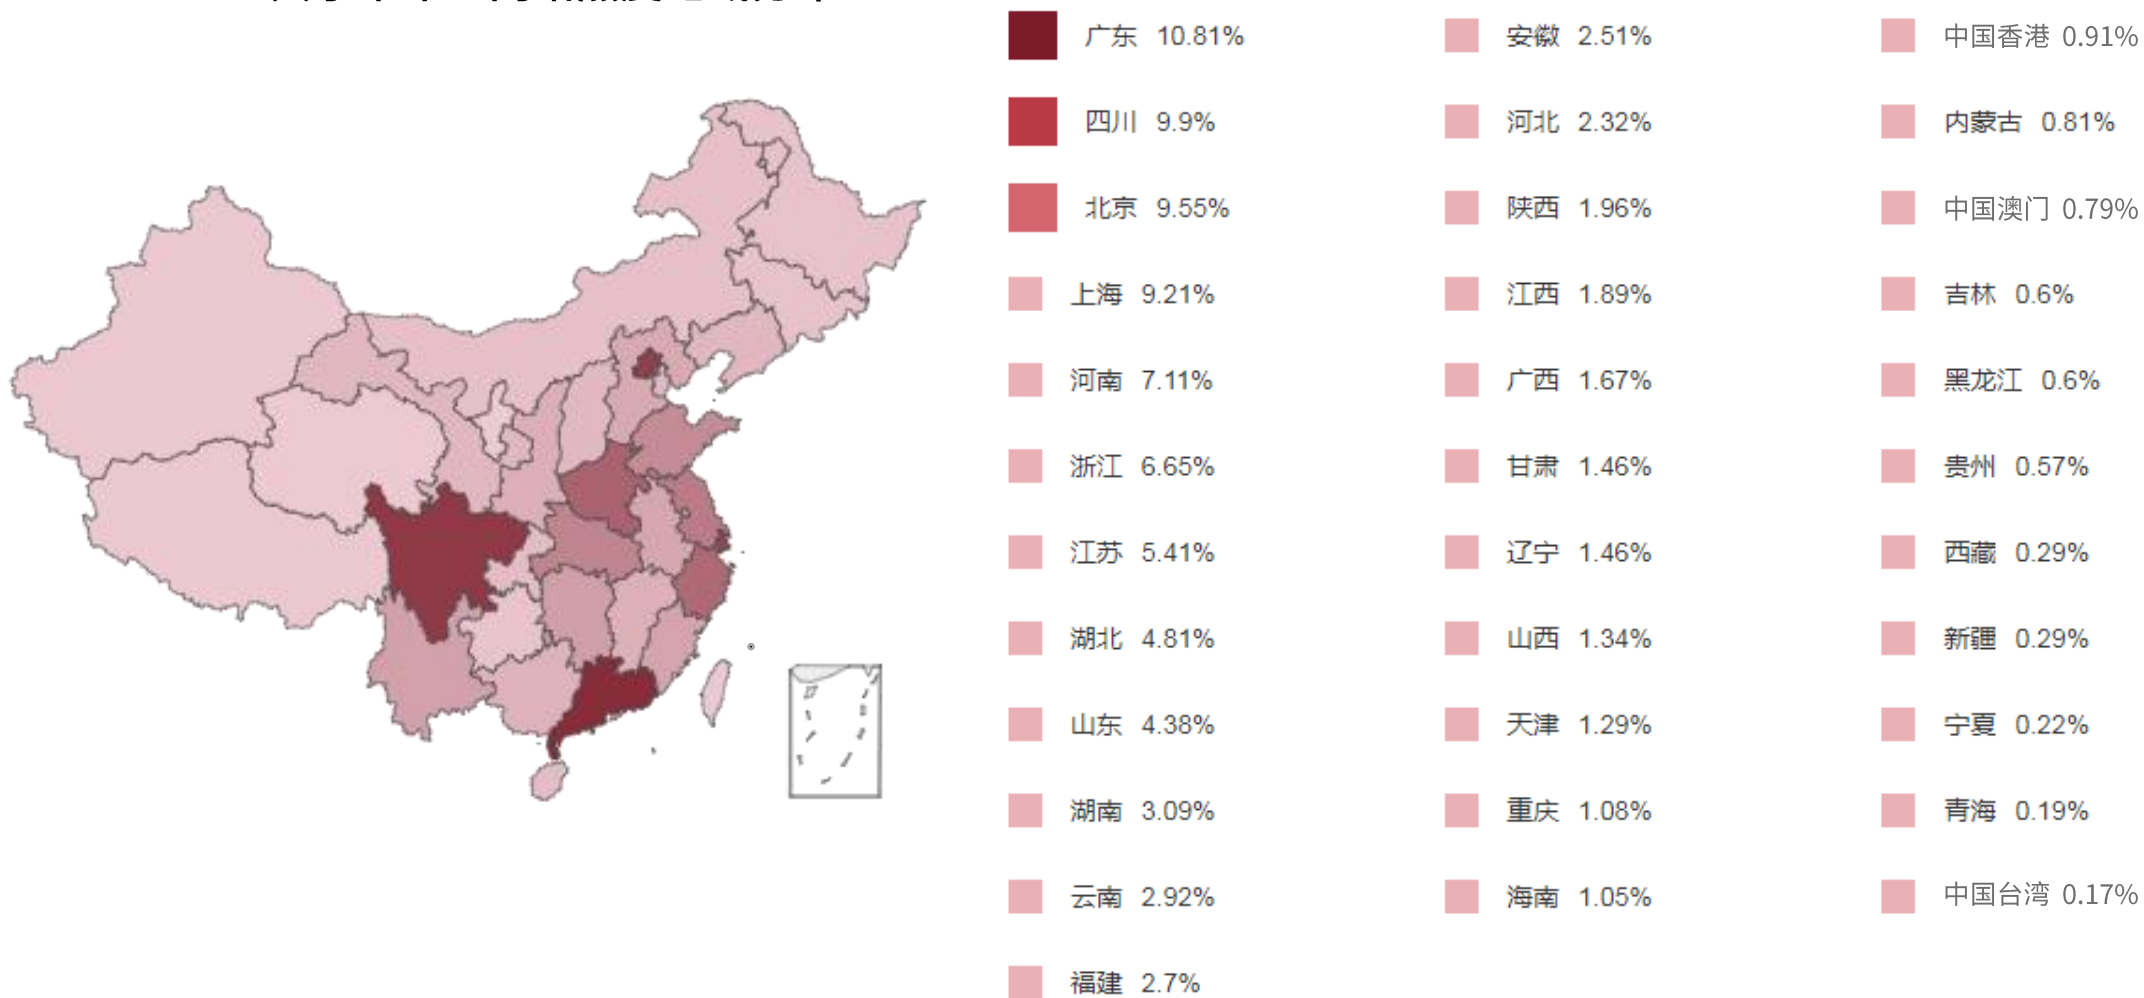 广东 10.81%
四川 9.9%
北京 9.55%
上海 9.21%
河南 7.11%
浙江 6.65%
江苏 5.41%
湖北 4.81%
山东 4.38%
湖南 3.09%
云南 2.92%
福建 2.7%
安徽 2.51%
河北 2.32%
陕西 1.96%
江西 1.89%
广西 1.67%
甘肃 1.46%
辽宁 1.46%
山西 1.34%
天津 1.29%
重庆 1.08%
海南 1.05%
中国香港 0.91%
内蒙古 0.81%
中国澳门 0.79%
吉林 0.6%
黑龙江 0.6%
贵州 0.57%
西藏 0.29%
新疆 0.29%
宁夏 0.22%
青海 0.19%
中国台湾 0.17%